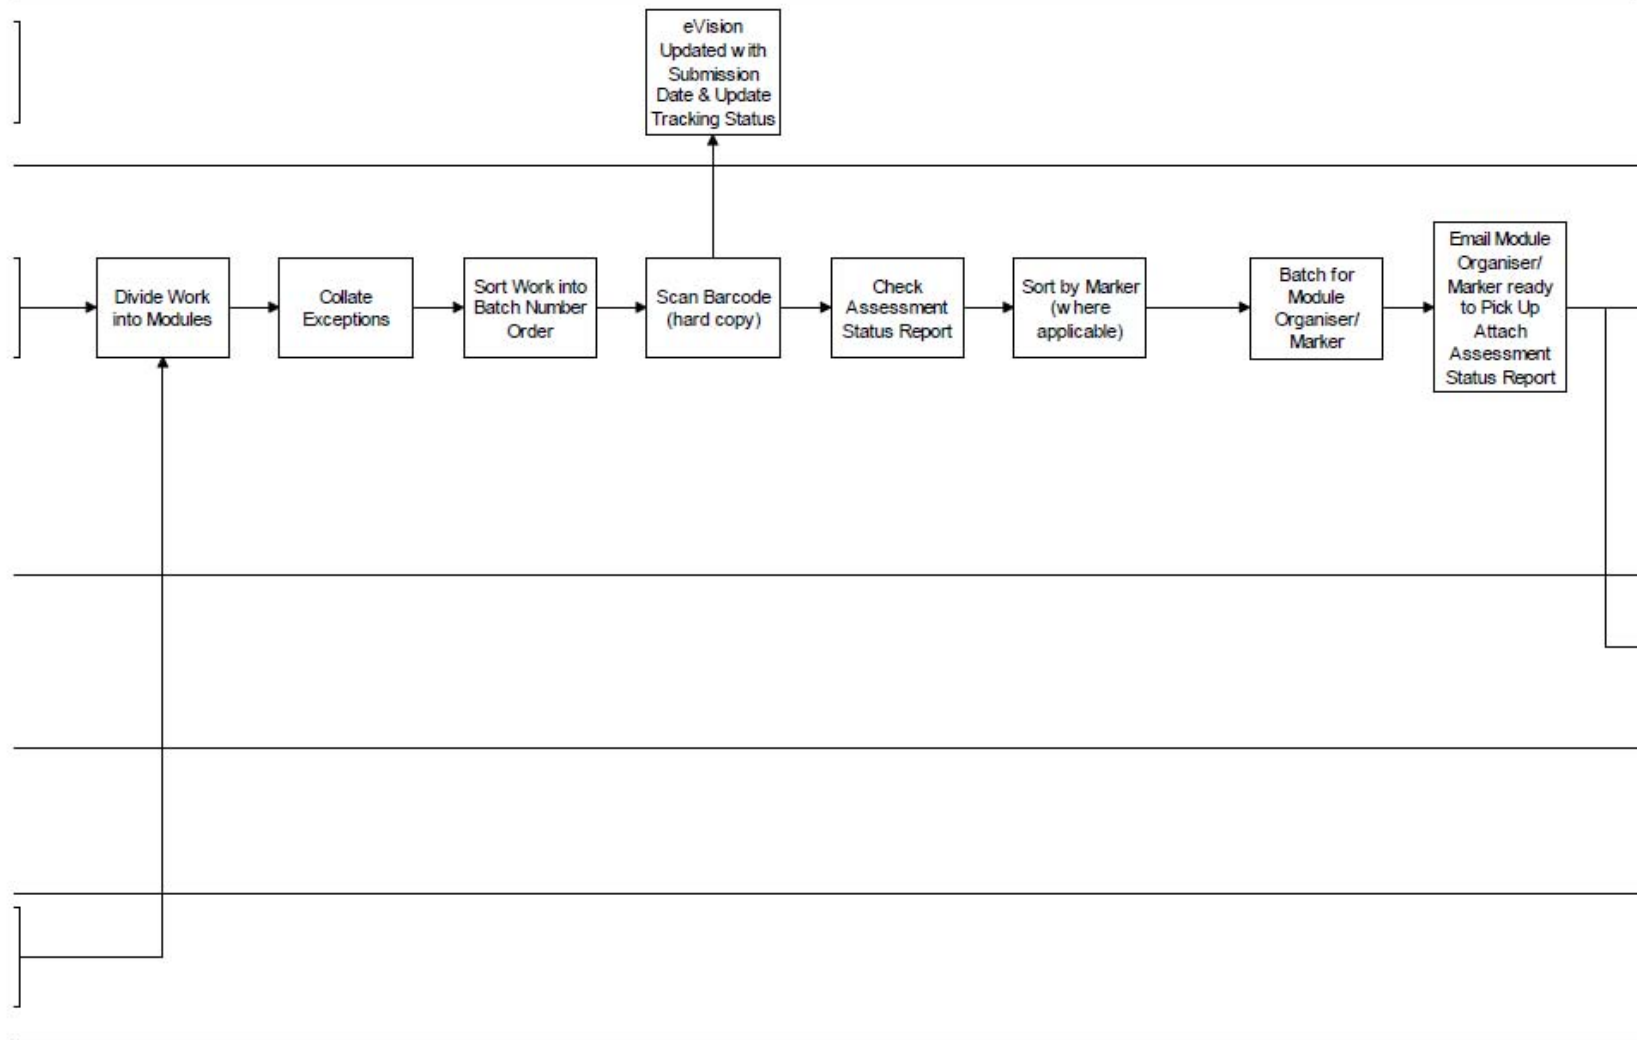 eVision
Updated with
Submission
Date & Update
Tracking Status
Divide Work
into Modules
Collate
Exceptions
Sort Work into
Batch Number
Order
Scan Barcode
(hard copy)
Check
Assessment
Status Report
Sort by Marker
(where
applicable)
Batch for
Module
Organiser/
Marker
Email Module
Organiser/
Marker ready
to Pick Up
Attach
Assessment
Status Report